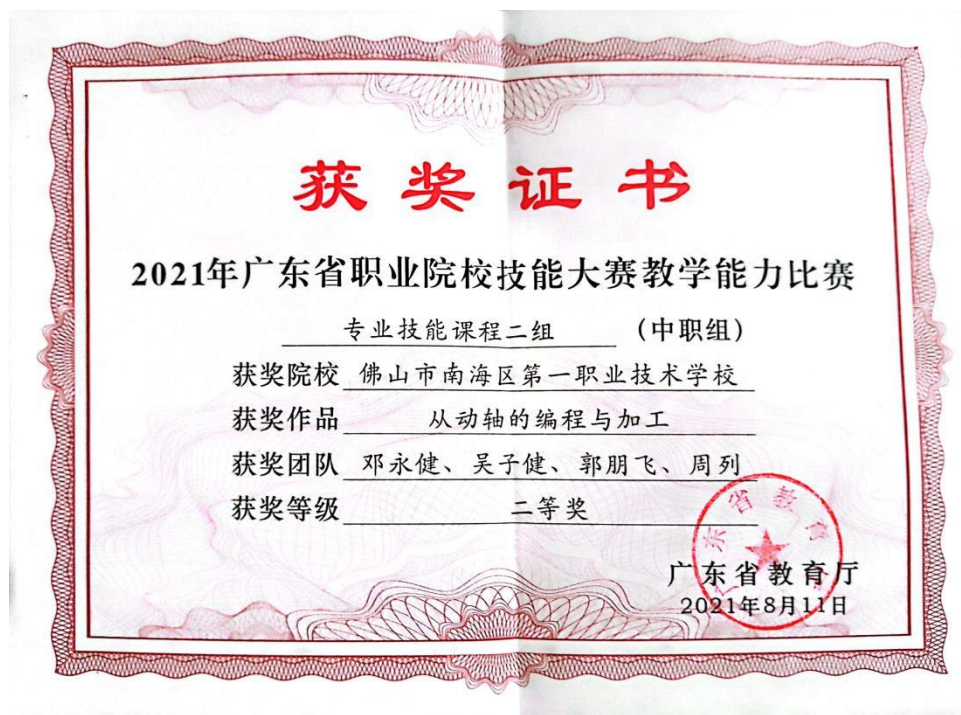 获奖证书
2021年广东省职业院校技能大赛教学能力比赛
专业技能课程二组 （中职组）
获奖院校 佛山市南海区第一职业技术学校
获奖作品 从动轴的编程与加工
获奖团队 邓永健、吴子健、郭朋飞、周列
获奖等级 二等奖
广东省教育厅
2021年8月11日